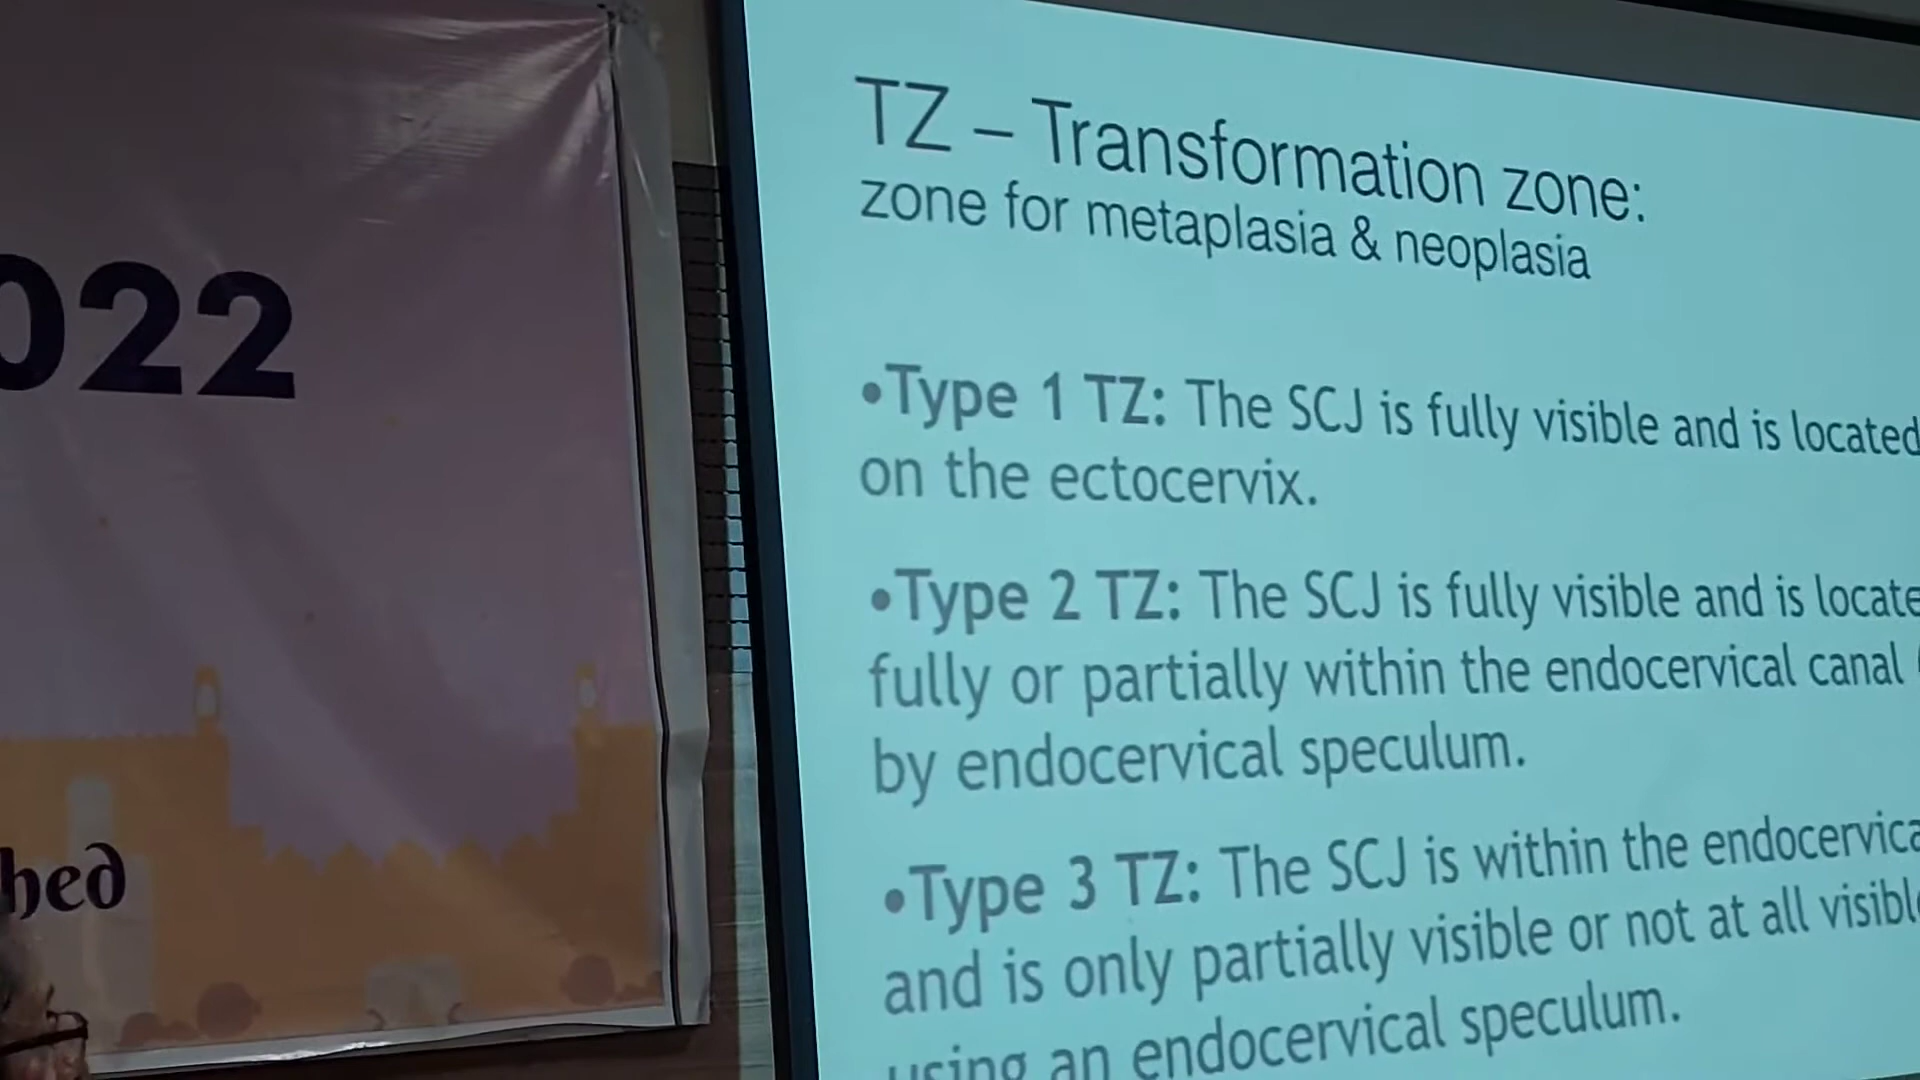 022
hed
TZ – Transformation zone:
zone for metaplasia & neoplasia
•Type 1 TZ: The SCJ is fully visible and is located
on the ectocervix.
•Type 2 TZ: The SCJ is fully visible and is locate
fully or partially within the endocervical canal
by endocervical speculum.
•Type 3 TZ: The SCJ is within the endocervica
and is only partially visible or not at all visible
using an endocervical speculum.